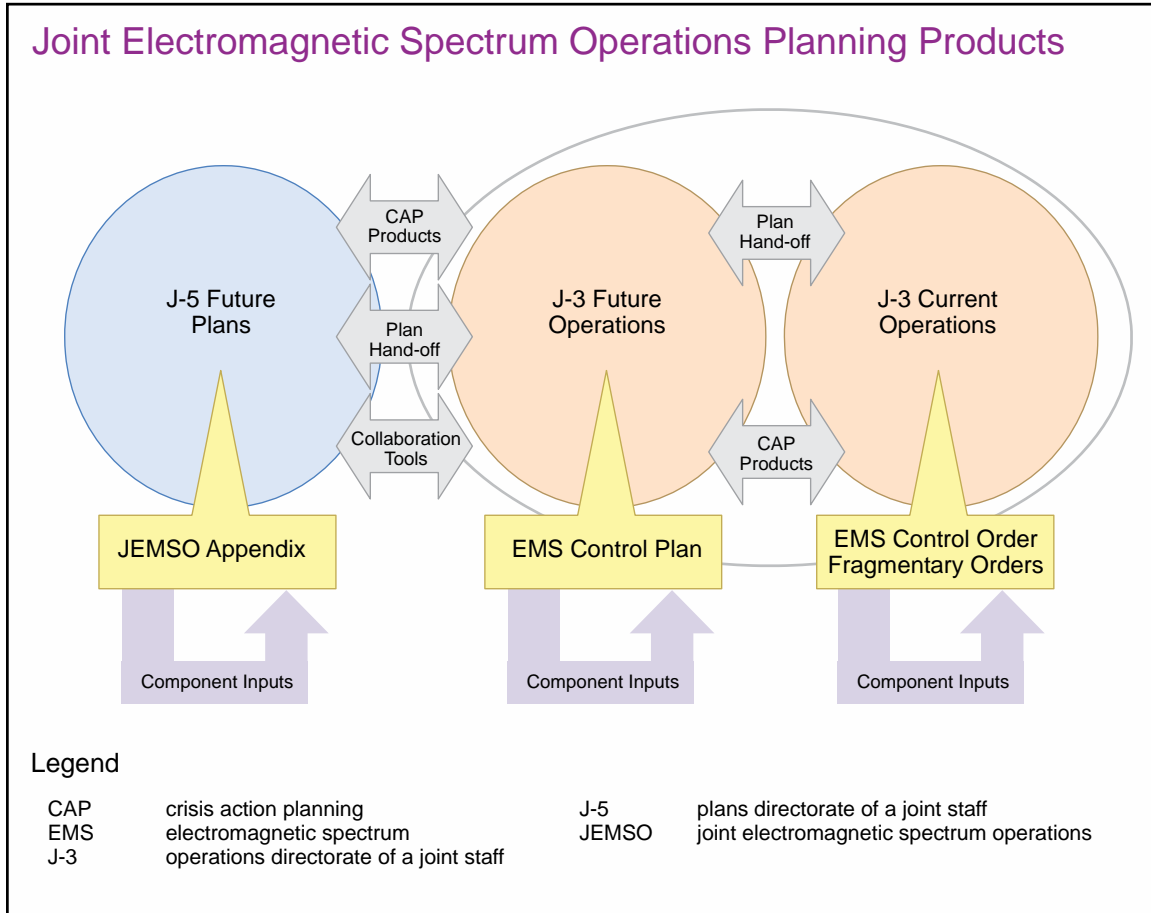 Joint Electromagnetic Spectrum Operations Planning Products
CAP
Products
Plan
Hand-off
J-5 Future
Plans
J-3 Future
Operations
J-3 Current
Operations
Plan
Hand-off
Collaboration
Tools
CAP
Products
JEMSO Appendix
EMS Control Plan
EMS Control Order
Fragmentary Orders
Component Inputs
Component Inputs
Component Inputs
Legend
CAP crisis action planning
EMS electromagnetic spectrum
J-3 operations directorate of a joint staff
J-5 plans directorate of a joint staff
JEMSO joint electromagnetic spectrum operations